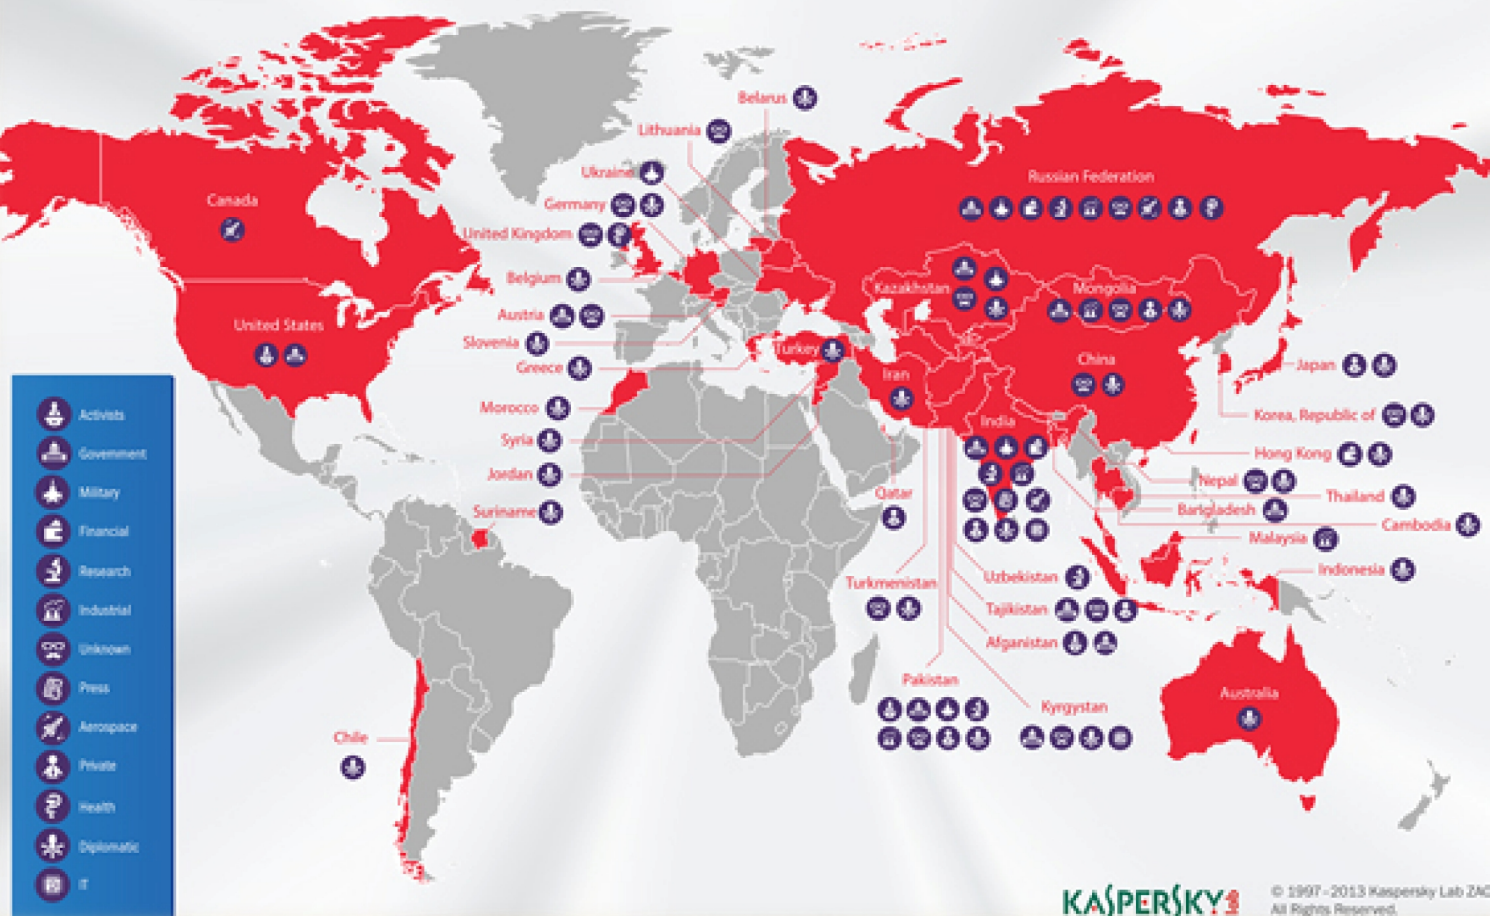 Belarus
Lithuania
Ukraine
Germany
United Kingdom
Belgium
Austria
Slovenia
Greece
Morocco
Syria
Jordan
Suriname
Canada
United States
Russian Federation
Kazakhstan
Mongolia
Turkey
Iran
China
India
Japan
Korea, Republic of
Hong Kong
Nepal
Thailand
Bangladesh
Cambodia
Malaysia
Indonesia
Qatar
Turkmenistan
Uzbekistan
Tajikistan
Afganistan
Pakistan
Kyrgystan
Australia
Chile
Activists
Government
Military
Financial
Research
Industrial
Unknown
Press
Aerospace
Private
Health
Diplomatic
IT
KASPERSKY lab
© 1997-2013 Kaspersky Lab ZAO
All Rights Reserved.